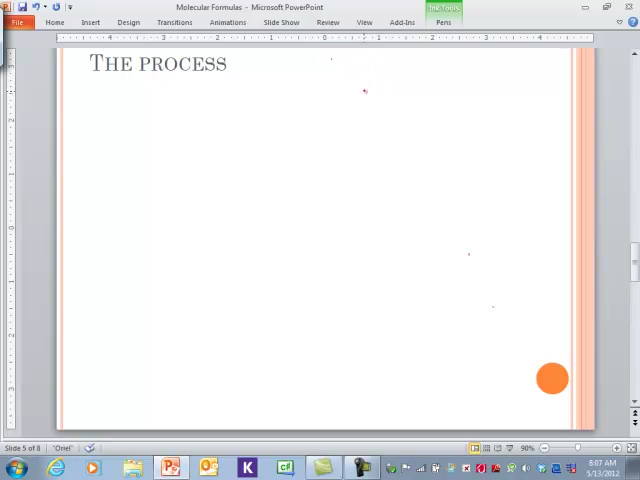 Molecular Formulas - Microsoft PowerPoint
Ink Tools
File Home Insert Design Transitions Animations Slide Show Review View Add-Ins Pens
THE PROCESS
Slide 5 of 8 "Oriel" 90%
8:07 AM
5/13/2012